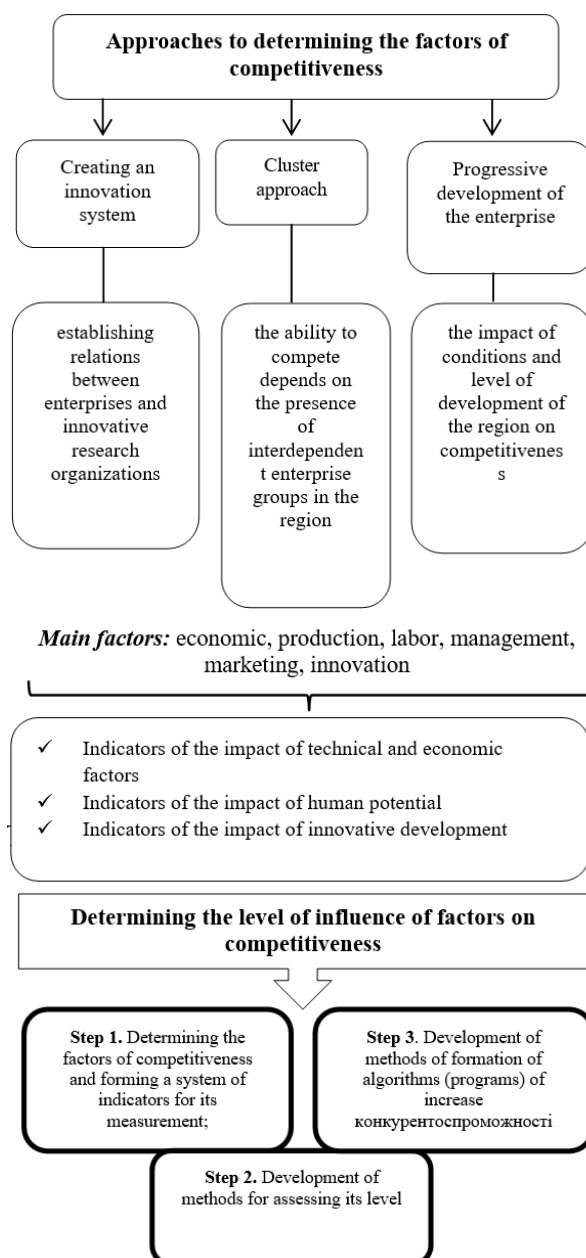 Approaches to determining the factors of
competitiveness
Creating an
innovation
system
Cluster
approach
Progressive
development of
the enterprise
establishing
relations
between
enterprises and
innovative
research
organizations
the ability to
compete
depends on
the presence
of
interdependen
t enterprise
groups in the
region
the impact of
conditions and
level of
development of
the region on
competitivenes
s
Main factors: economic, production, labor, management,
marketing, innovation
✓ Indicators of the impact of technical and economic
factors
✓ Indicators of the impact of human potential
✓ Indicators of the impact of innovative development
Determining the level of influence of factors on
competitiveness
Step 1. Determining the
factors of competitiveness
and forming a system of
indicators for its
measurement;
Step 3. Development of
methods of formation of
algorithms (programs) of
increase
конкурентоспроможності
Step 2. Development of
methods for assessing its level